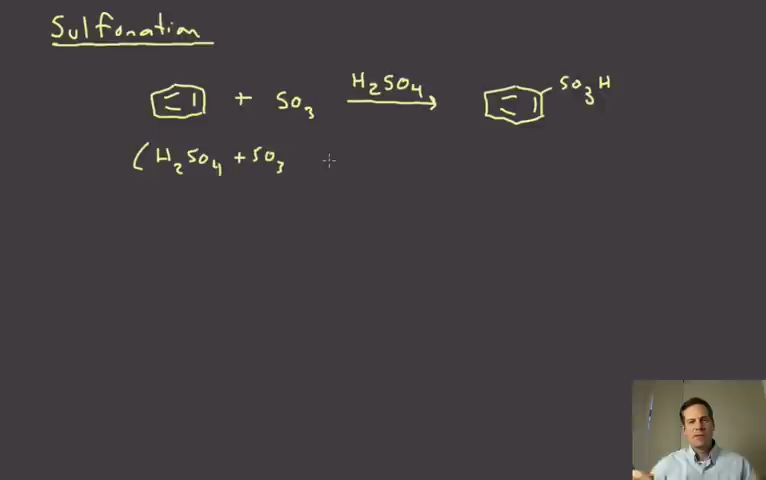 Sulfonation
+ SO₃ H₂SO₄ → SO₃H
(H₂SO₄ + SO₃